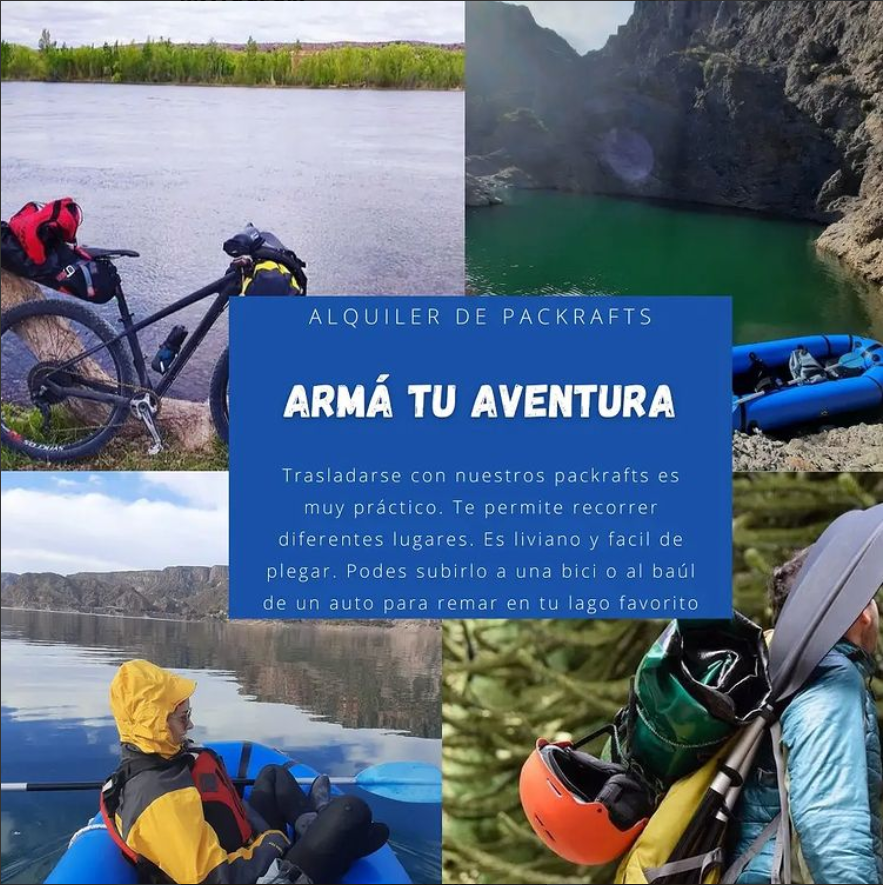 ALQUILER DE PACKRAFTS
ARMÁ TU AVENTURA
Trasladarse con nuestros packrafts es
muy práctico. Te permite recorrer
diferentes lugares. Es liviano y facil de
plegar. Podes subirlo a una bici o al baúl
de un auto para remar en tu lago favorito